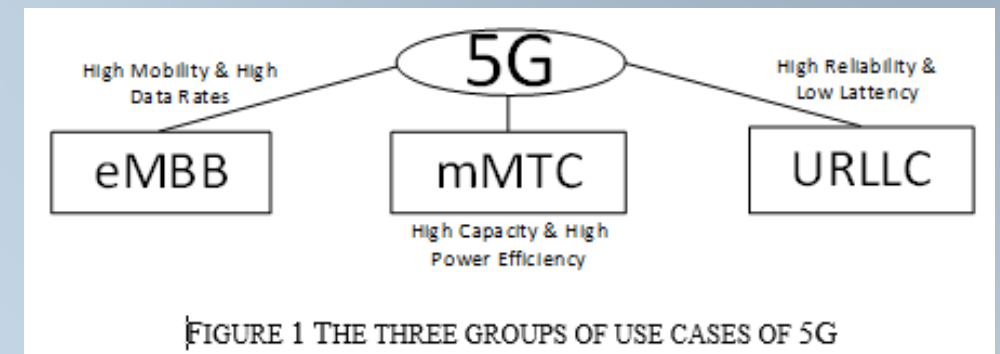 5G
High Mobility & High
Data Rates
High Reliability &
Low Lattency
eMBB
mMTC
URLLC
High Capacity & High
Power Efficiency
FIGURE 1 THE THREE GROUPS OF USE CASES OF 5G